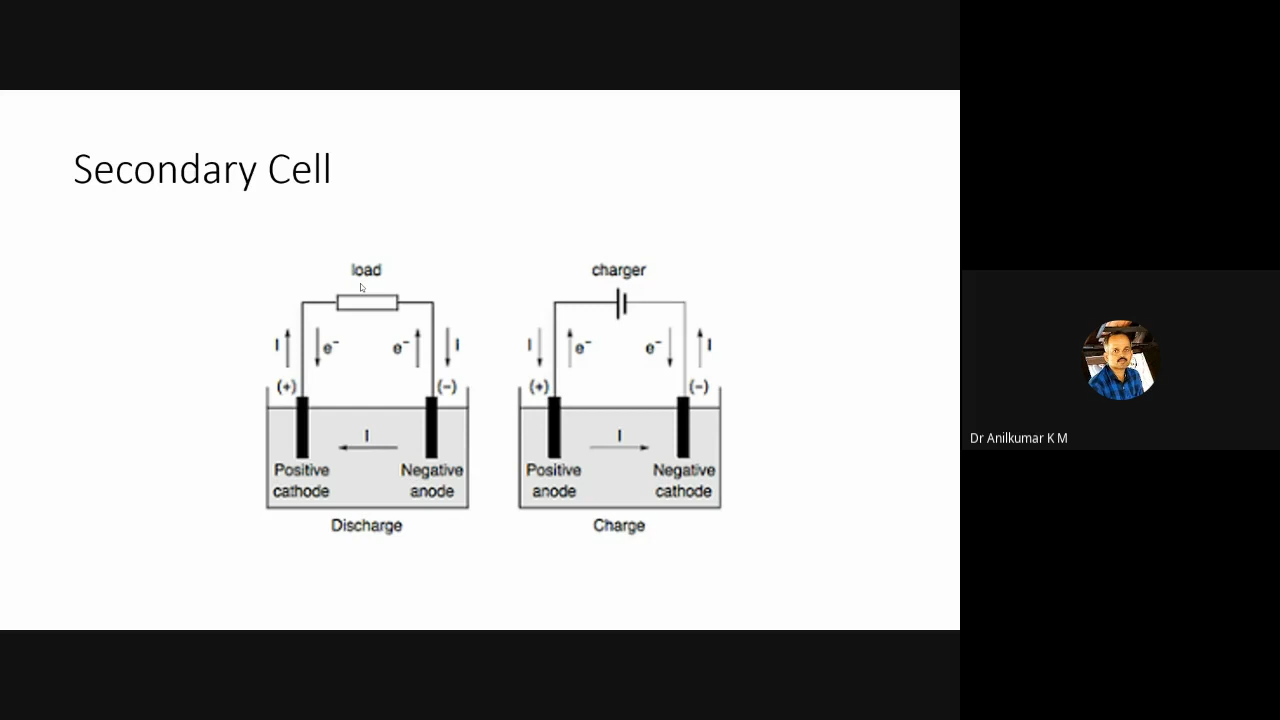 Secondary Cell
load
I
e⁻
e⁻
I
(+)
(−)
I
Positive
cathode
Negative
anode
Discharge
charger
I
e⁻
e⁻
I
(+)
(−)
I
Positive
anode
Negative
cathode
Charge
Dr Anilkumar K M